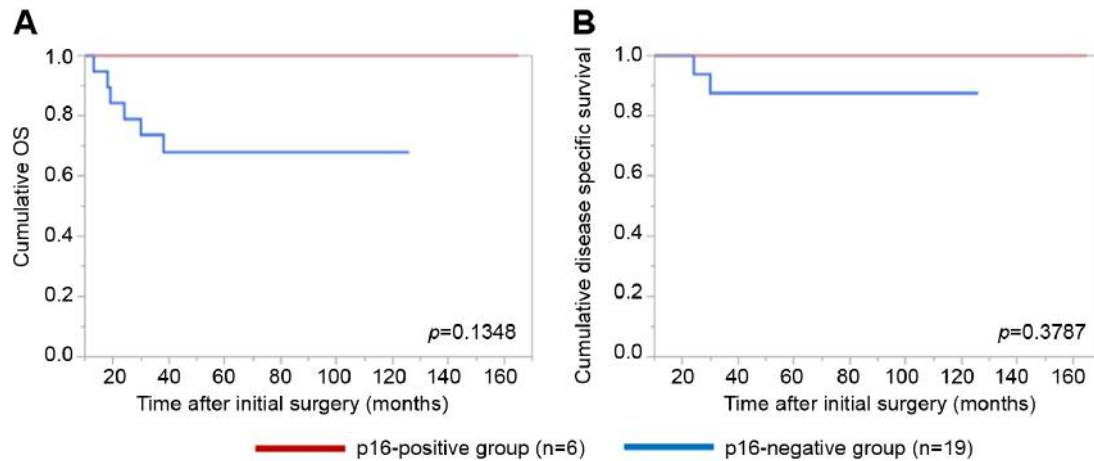 A
Cumulative OS
1.0
0.8
0.6
0.4
0.2
0.0
p=0.1348
20 40 60 80 100 120 140 160
Time after initial surgery (months)
B
Cumulative disease specific survival
1.0
0.8
0.6
0.4
0.2
0.0
p=0.3787
20 40 60 80 100 120 140 160
Time after initial surgery (months)
p16-positive group (n=6)
p16-negative group (n=19)